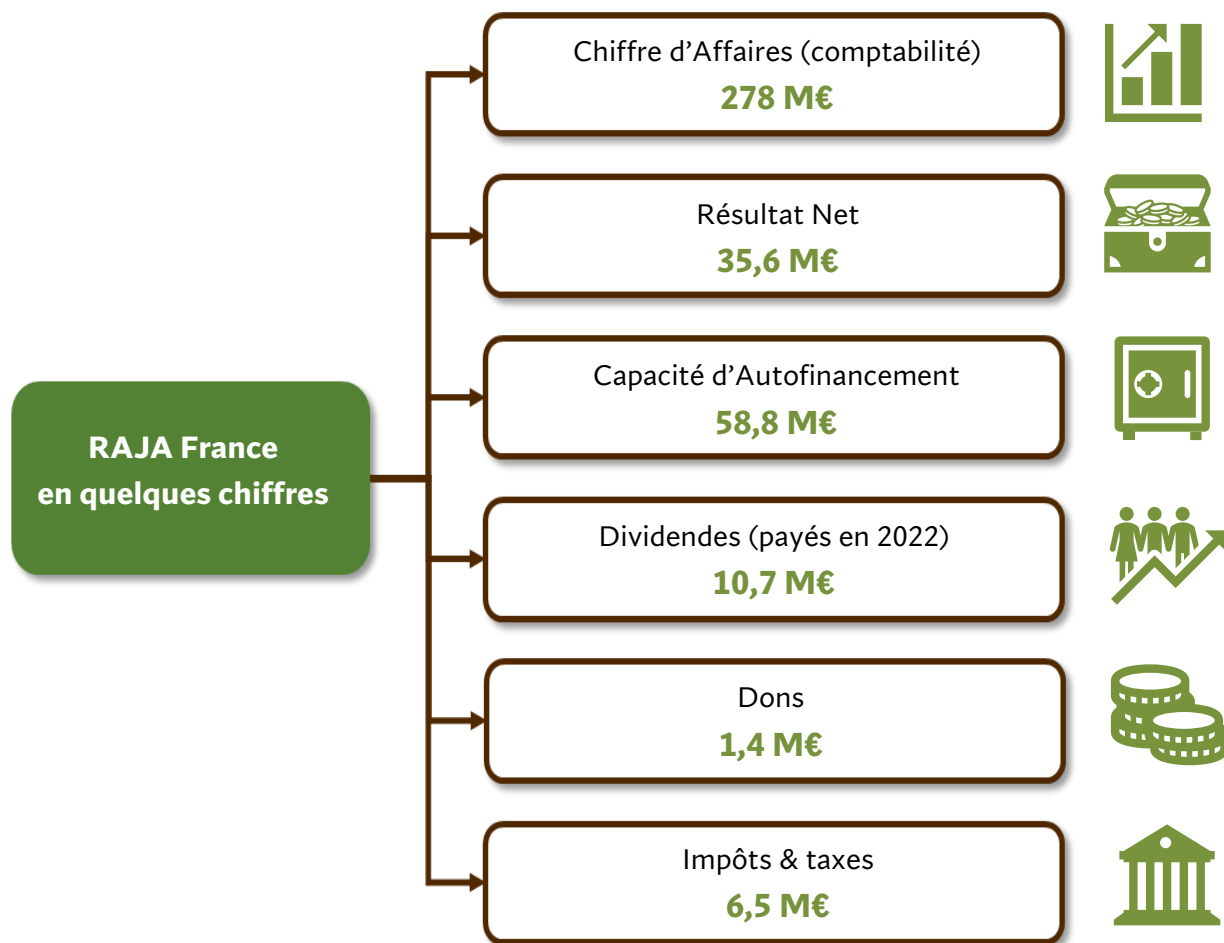 RAJA France
en quelques chiffres
Chiffre d’Affaires (comptabilité)
278 M€
Résultat Net
35,6 M€
Capacité d’Autofinancement
58,8 M€
Dividendes (payés en 2022)
10,7 M€
Dons
1,4 M€
Impôts & taxes
6,5 M€